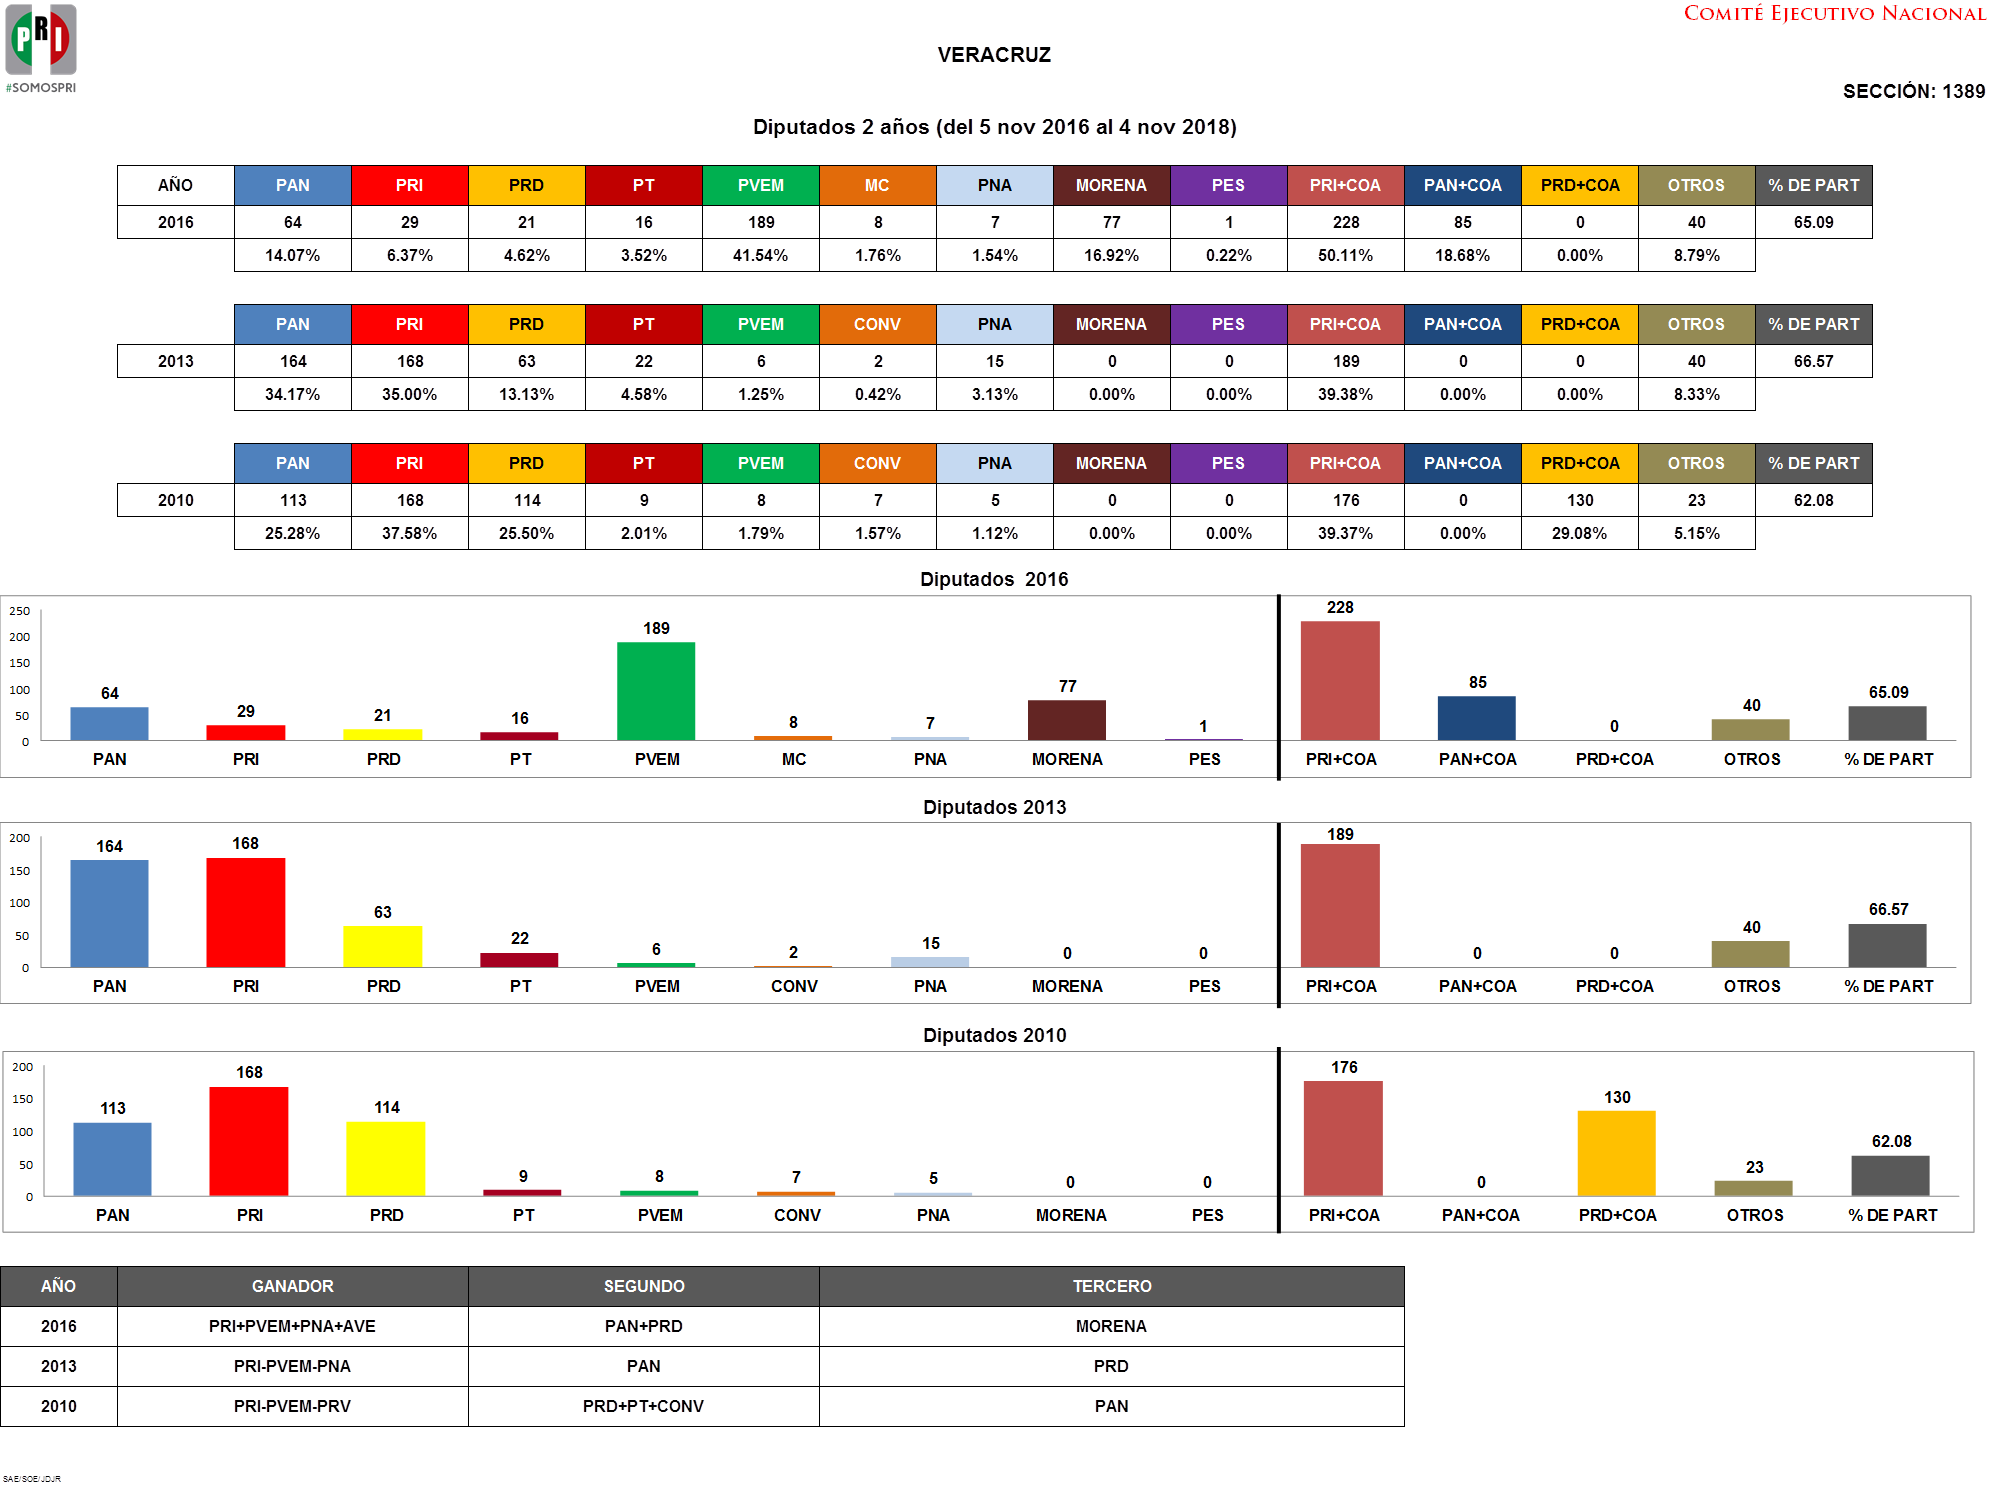 COMITÉ EJECUTIVO NACIONAL
PRI
#SOMOSPRI
VERACRUZ
SECCIÓN: 1389
Diputados 2 años (del 5 nov 2016 al 4 nov 2018)
AÑO PAN PRI PRD PT PVEM MC PNA MORENA PES PRI+COA PAN+COA PRD+COA OTROS % DE PART
2016 64 29 21 16 189 8 7 77 1 228 85 0 40 65.09
14.07% 6.37% 4.62% 3.52% 41.54% 1.76% 1.54% 16.92% 0.22% 50.11% 18.68% 0.00% 8.79%
PAN PRI PRD PT PVEM CONV PNA MORENA PES PRI+COA PAN+COA PRD+COA OTROS % DE PART
2013 164 168 63 22 6 2 15 0 0 189 0 0 40 66.57
34.17% 35.00% 13.13% 4.58% 1.25% 0.42% 3.13% 0.00% 0.00% 39.38% 0.00% 0.00% 8.33%
PAN PRI PRD PT PVEM CONV PNA MORENA PES PRI+COA PAN+COA PRD+COA OTROS % DE PART
2010 113 168 114 9 8 7 5 0 0 176 0 130 23 62.08
25.28% 37.58% 25.50% 2.01% 1.79% 1.57% 1.12% 0.00% 0.00% 39.37% 0.00% 29.08% 5.15%
Diputados 2016
250
200
150
100
50
0
64 29 21 16 189 8 7 77 1 228 85 0 40 65.09
PAN PRI PRD PT PVEM MC PNA MORENA PES PRI+COA PAN+COA PRD+COA OTROS % DE PART
Diputados 2013
200
150
100
50
0
164 168 63 22 6 2 15 0 0 189 0 0 40 66.57
PAN PRI PRD PT PVEM CONV PNA MORENA PES PRI+COA PAN+COA PRD+COA OTROS % DE PART
Diputados 2010
200
150
100
50
0
113 168 114 9 8 7 5 0 0 176 0 130 23 62.08
PAN PRI PRD PT PVEM CONV PNA MORENA PES PRI+COA PAN+COA PRD+COA OTROS % DE PART
AÑO GANADOR SEGUNDO TERCERO
2016 PRI+PVEM+PNA+AVE PAN+PRD MORENA
2013 PRI-PVEM-PNA PAN PRD
2010 PRI-PVEM-PRV PRD+PT+CONV PAN
SAE/SOE/JDJR